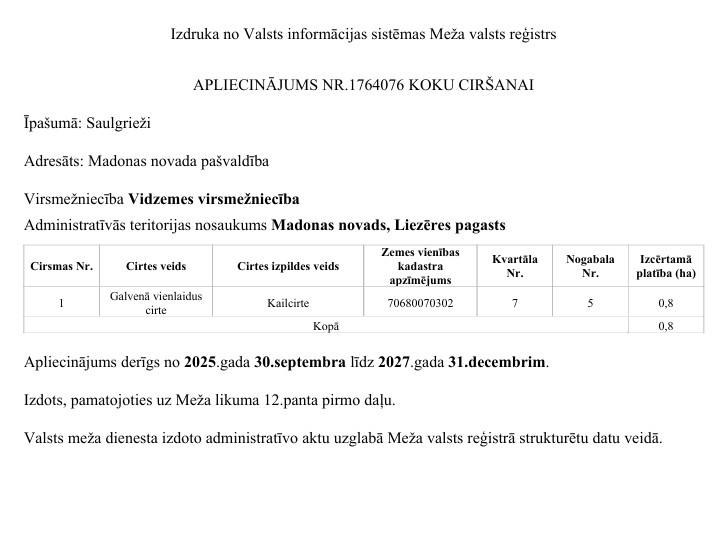 Izdruka no Valsts informācijas sistēmas Meža valsts reģistrs
APLIECINĀJUMS NR.1764076 KOKU CIRŠANAI
Īpašumā: Saulgrieži
Adresāts: Madonas novada pašvaldība
Virsmežniecība Vidzemes virsmežniecība
Administratīvās teritorijas nosaukums Madonas novads, Liezēres pagasts
Cirsmas Nr. Cirtes veids Cirtes izpildes veids Zemes vienības kadastra apzīmējums Kvartāla Nr. Nogabala Nr. Izcērtamā platība (ha)
1 Galvenā vienlaidus cirte Kailcirte 70680070302 7 5 0,8
Kopā 0,8
Apliecinājums derīgs no 2025.gada 30.septembra līdz 2027.gada 31.decembrim.
Izdots, pamatojoties uz Meža likuma 12.panta pirmo daļu.
Valsts meža dienesta izdoto administratīvo aktu uzglabā Meža valsts reģistrā strukturētu datu veidā.